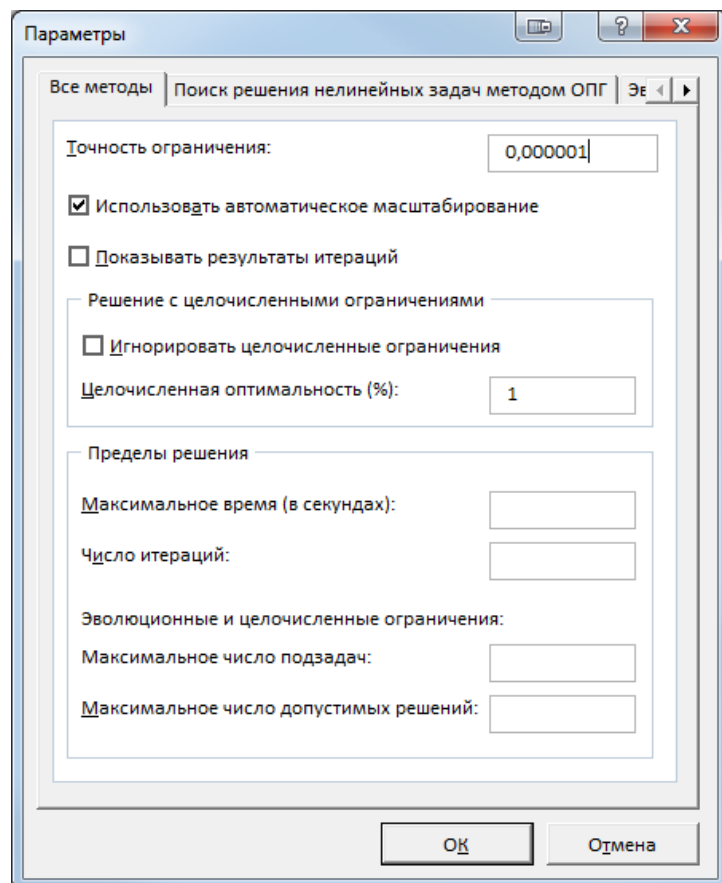 Параметры
Все методы Поиск решения нелинейных задач методом ОПГ Эв
Точность ограничения: 0,000001
Использовать автоматическое масштабирование
Показывать результаты итераций
Решение с целочисленными ограничениями
Игнорировать целочисленные ограничения
Целочисленная оптимальность (%): 1
Пределы решения
Максимальное время (в секундах):
Число итераций:
Эволюционные и целочисленные ограничения:
Максимальное число подзадач:
Максимальное число допустимых решений:
ОК Отмена